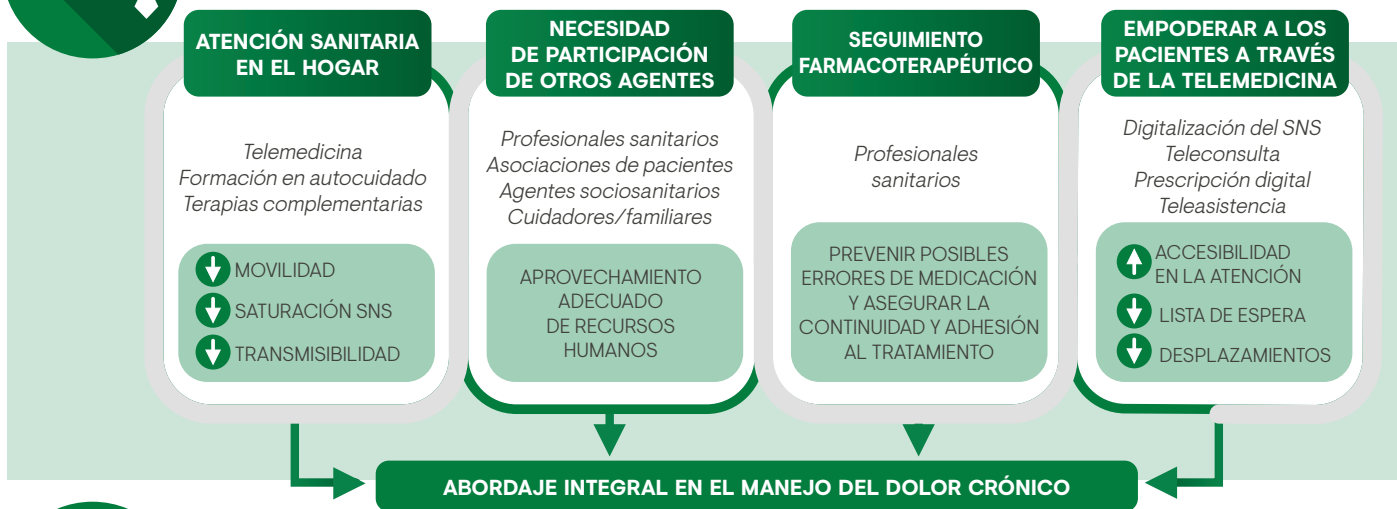 ATENCIÓN SANITARIA
EN EL HOGAR
Telemedicina
Formación en autocuidado
Terapias complementarias
MOVILIDAD
SATURACIÓN SNS
TRANSMISIBILIDAD
NECESIDAD
DE PARTICIPACIÓN
DE OTROS AGENTES
Profesionales sanitarios
Asociaciones de pacientes
Agentes sociosanitarios
Cuidadores/familiares
APROVECHAMIENTO
ADECUADO
DE RECURSOS
HUMANOS
SEGUIMIENTO
FARMACOTERAPÉUTICO
Profesionales
sanitarios
PREVENIR POSIBLES
ERRORES DE MEDICACIÓN
Y ASEGURAR LA
CONTINUIDAD Y ADHESIÓN
AL TRATAMIENTO
EMPODERAR A LOS
PACIENTES A TRAVÉS
DE LA TELEMEDICINA
Digitalización del SNS
Teleconsulta
Prescripción digital
Teleasistencia
ACCESIBILIDAD
EN LA ATENCIÓN
LISTA DE ESPERA
DESPLAZAMIENTOS
ABORDAJE INTEGRAL EN EL MANEJO DEL DOLOR CRÓNICO